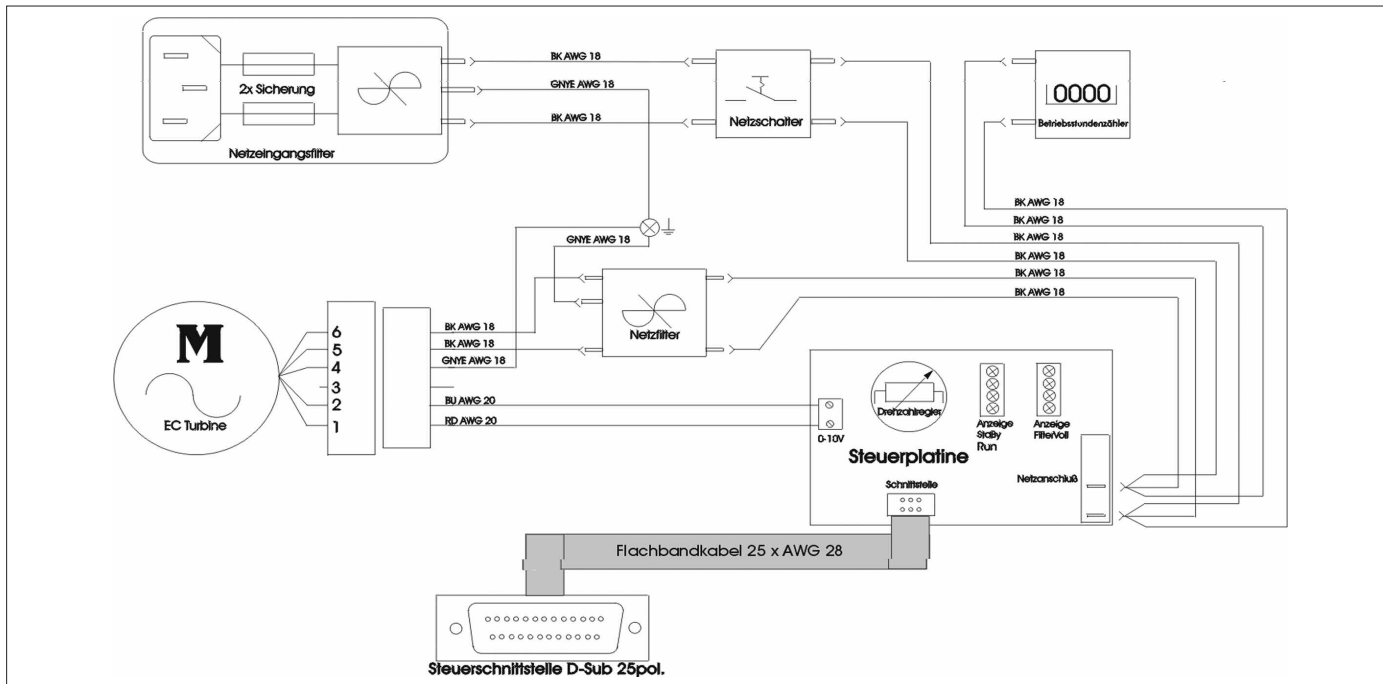 BK AWG 18
GNYE AWG 18
BK AWG 18
2x Sicherung
Netzeingangsfilter
Netzschalter
0000
Betriebsstundenzähler
BK AWG 18
BK AWG 18
BK AWG 18
BK AWG 18
BK AWG 18
BK AWG 18
GNYE AWG 18
Netzfilter
M
EC Turbine
6
5
4
3
2
1
BK AWG 18
BK AWG 18
GNYE AWG 18
BU AWG 20
RD AWG 20
0-10V
Drehzahlregler
Anzeige
StaBy
Run
Anzeige
FilterVoll
Steuerplatine
Netzanschluß
Schnittstelle
Flachbandkabel 25 x AWG 28
Steuerschnittstelle D-Sub 25pol.